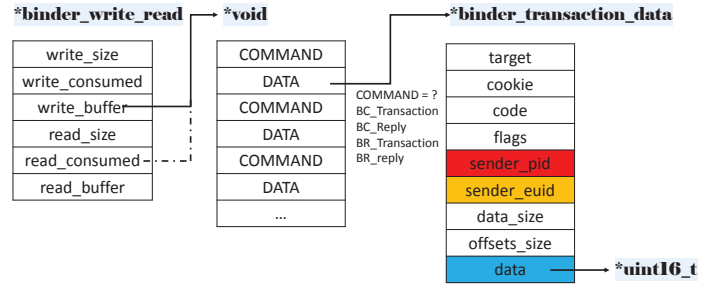 *binder_write_read
*void
*binder_transaction_data
write_size
write_consumed
write_buffer
read_size
read_consumed
read_buffer
COMMAND
DATA
COMMAND
DATA
COMMAND
DATA
...
COMMAND = ?
BC_Transaction
BC_Reply
BR_Transaction
BR_reply
target
cookie
code
flags
sender_pid
sender_euid
data_size
offsets_size
data
*uint16_t